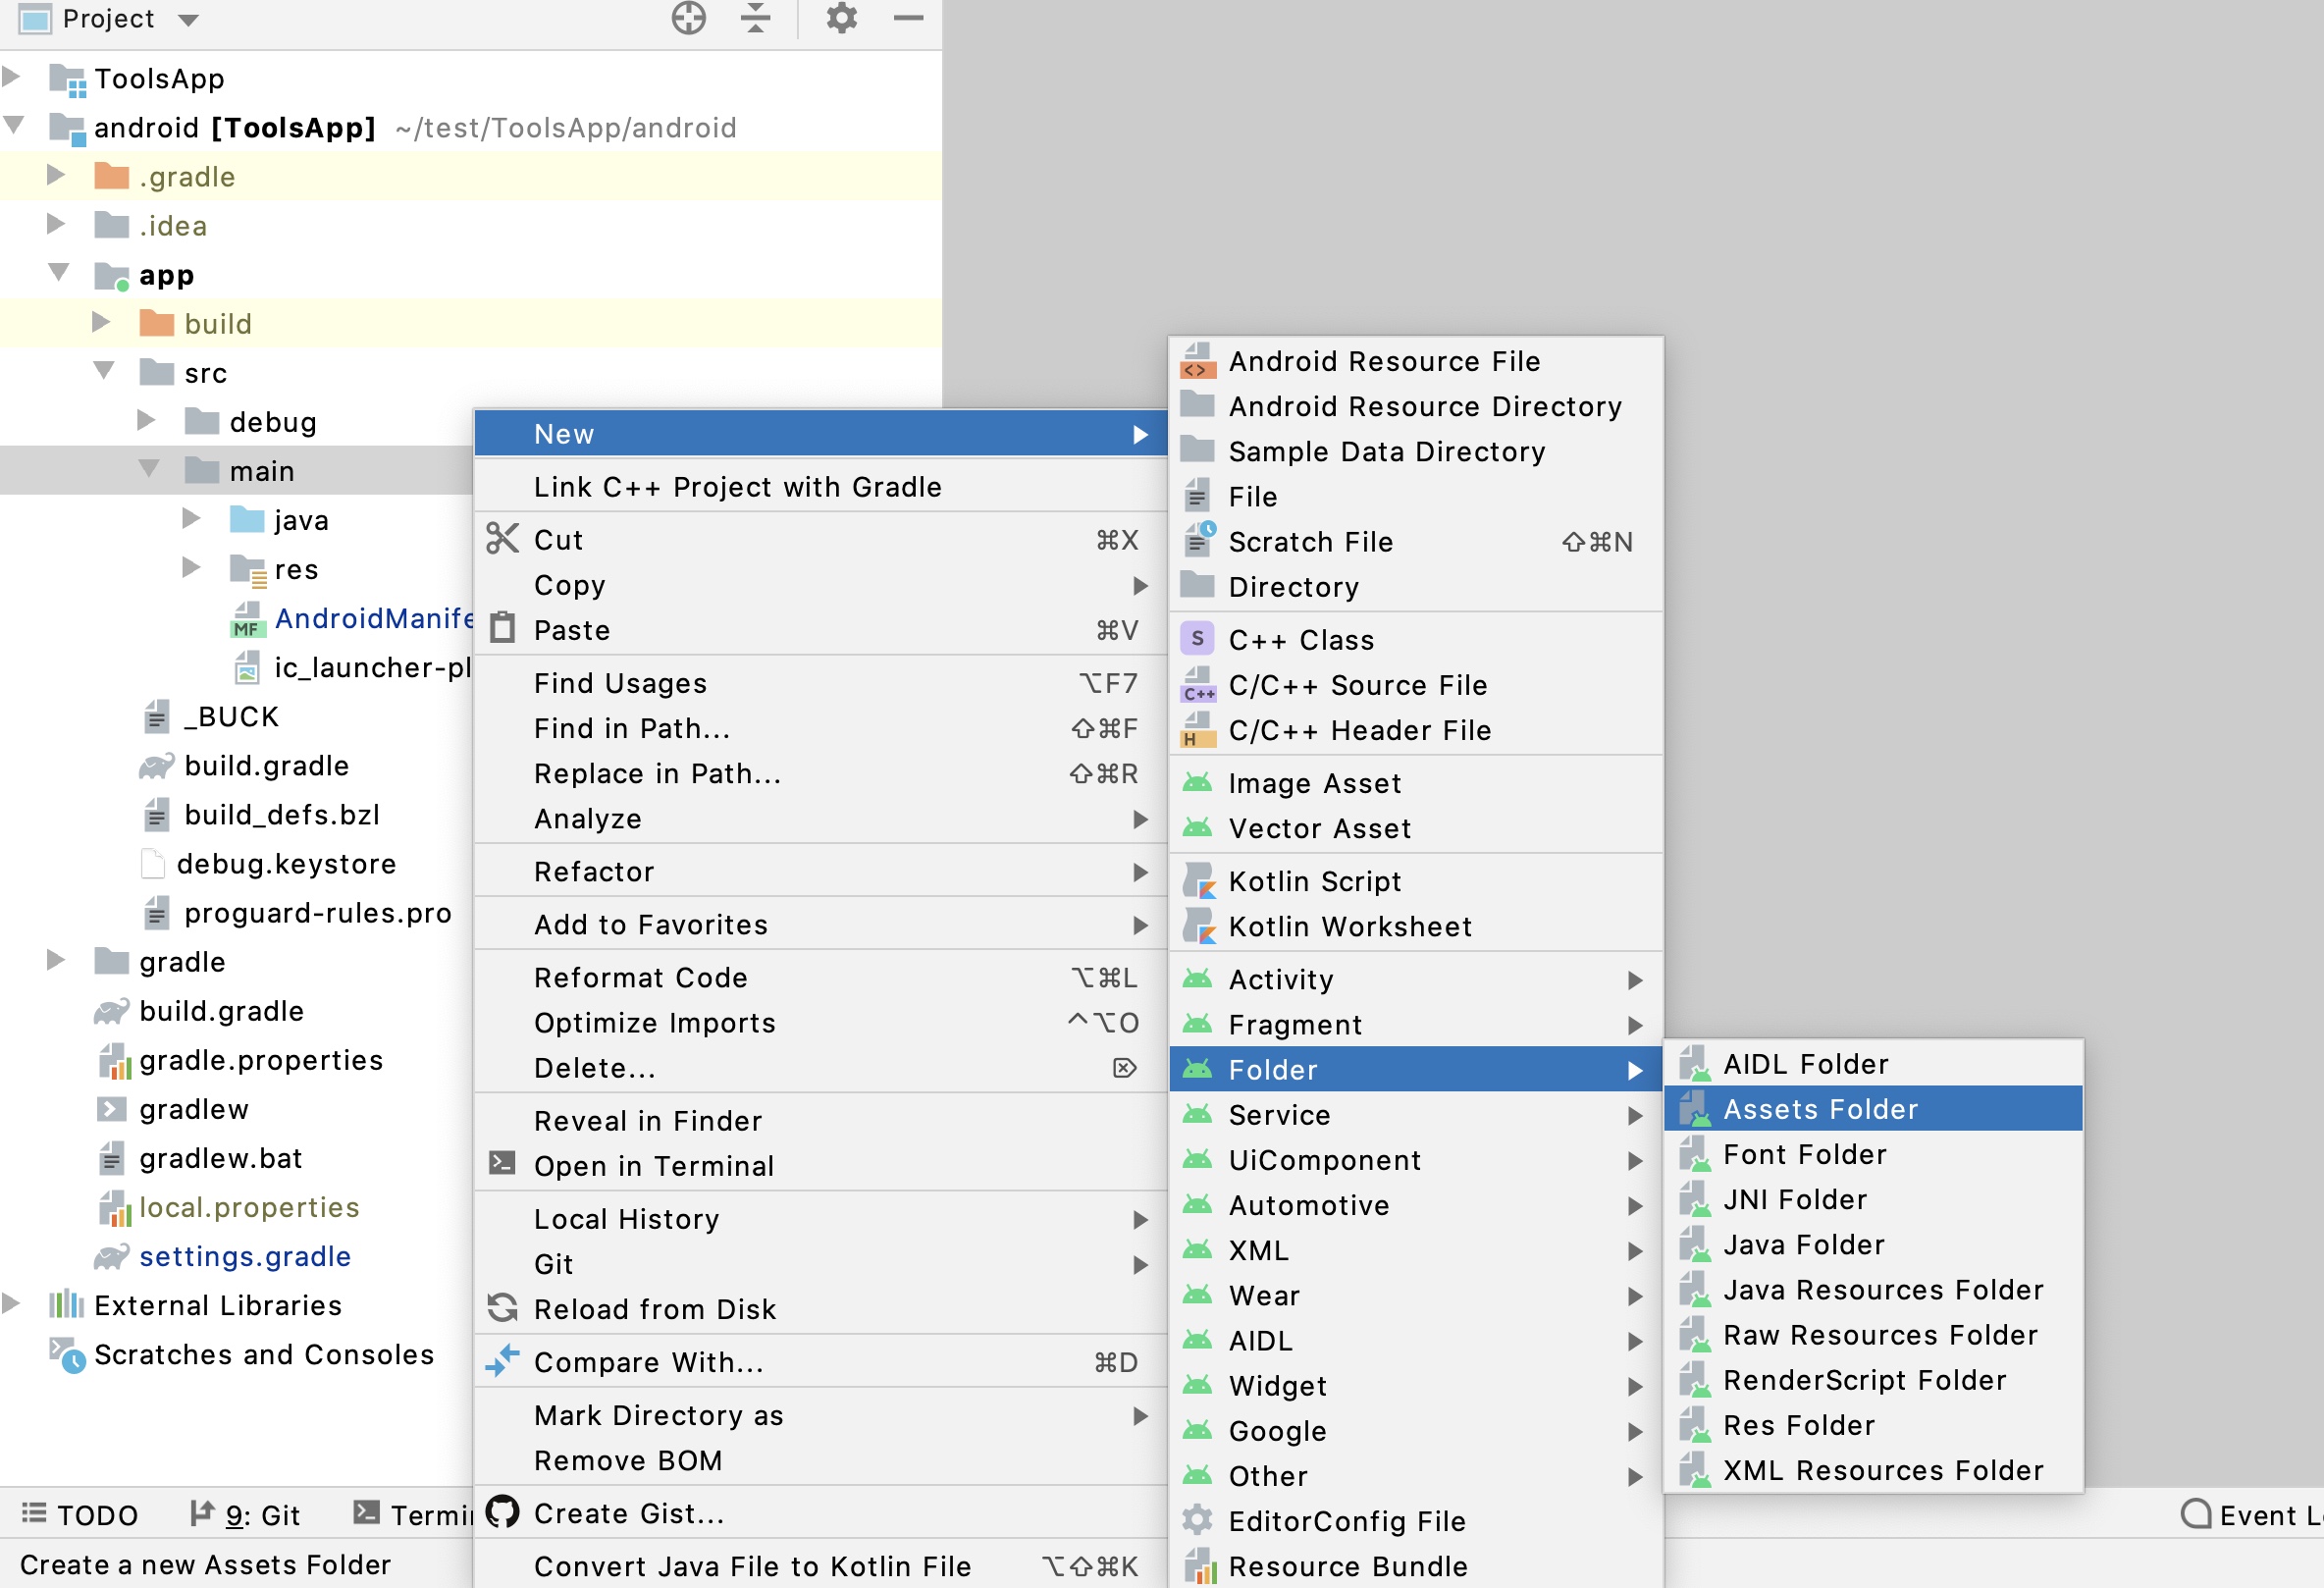 Project
ToolsApp
android [ToolsApp] ~/test/ToolsApp/android
.gradle
.idea
app
build
src
debug
main
java
res
MF AndroidManife
ic_launcher-pl
_BUCK
build.gradle
build_defs.bzl
debug.keystore
proguard-rules.pro
gradle
build.gradle
gradle.properties
gradlew
gradlew.bat
local.properties
settings.gradle
External Libraries
Scratches and Consoles
New
Link C++ Project with Gradle
Cut ⌘X
Copy
Paste ⌘V
Find Usages ⌥F7
Find in Path... ⇧⌘F
Replace in Path... ⇧⌘R
Analyze
Refactor
Add to Favorites
Reformat Code ⌥⌘L
Optimize Imports ^⌥O
Delete... ⌦
Reveal in Finder
Open in Terminal
Local History
Git
Reload from Disk
Compare With... ⌘D
Mark Directory as
Remove BOM
Create Gist...
Convert Java File to Kotlin File ⌥⇧⌘K
Android Resource File
Android Resource Directory
Sample Data Directory
File
Scratch File ⇧⌘N
Directory
S C++ Class
C++ C/C++ Source File
H C/C++ Header File
Image Asset
Vector Asset
Kotlin Script
Kotlin Worksheet
Activity
Fragment
Folder
Service
UiComponent
Automotive
XML
Wear
AIDL
Widget
Google
Other
EditorConfig File
Resource Bundle
AIDL Folder
Assets Folder
Font Folder
JNI Folder
Java Folder
Java Resources Folder
Raw Resources Folder
RenderScript Folder
Res Folder
XML Resources Folder
TODO
9: Git
Termi
Event L
Create a new Assets Folder